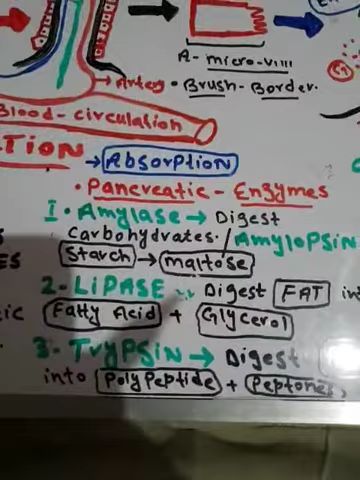 A - micro-villi
→ Artery • Brush - Border.
Blood - circulation
TION → Absorption
• Pancreatic - Enzymes
I • Amylase → Digest
carbohydrates. / Amylopsin
Starch → maltose
2 - LiPASE → Digest FAT int
Fatty Acid + Glycerol
3 - TryPSiN → Digest
into PolyPeptide + Peptones,